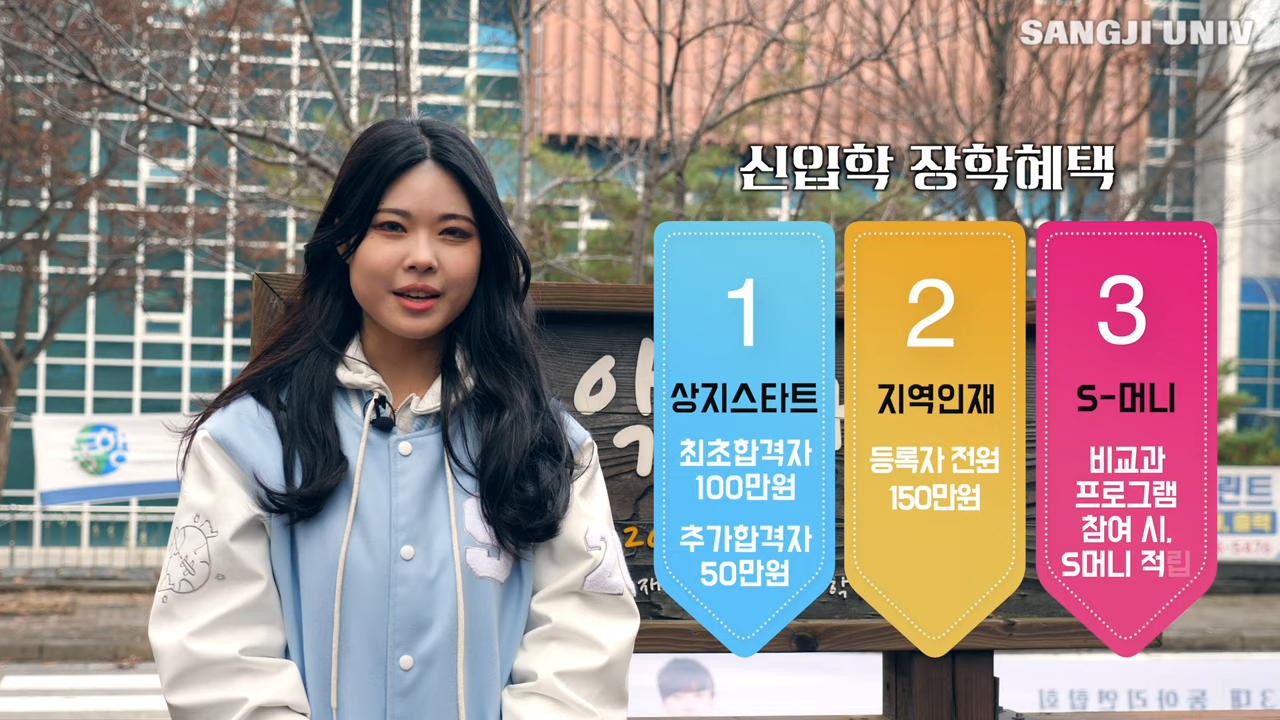 SANGJI UNIV
신입학 장학혜택
1
상지스타트
최초합격자
100만원
추가합격자
50만원
2
지역인재
등록자 전원
150만원
3
S-머니
비교과
프로그램
참여 시,
S머니 적립